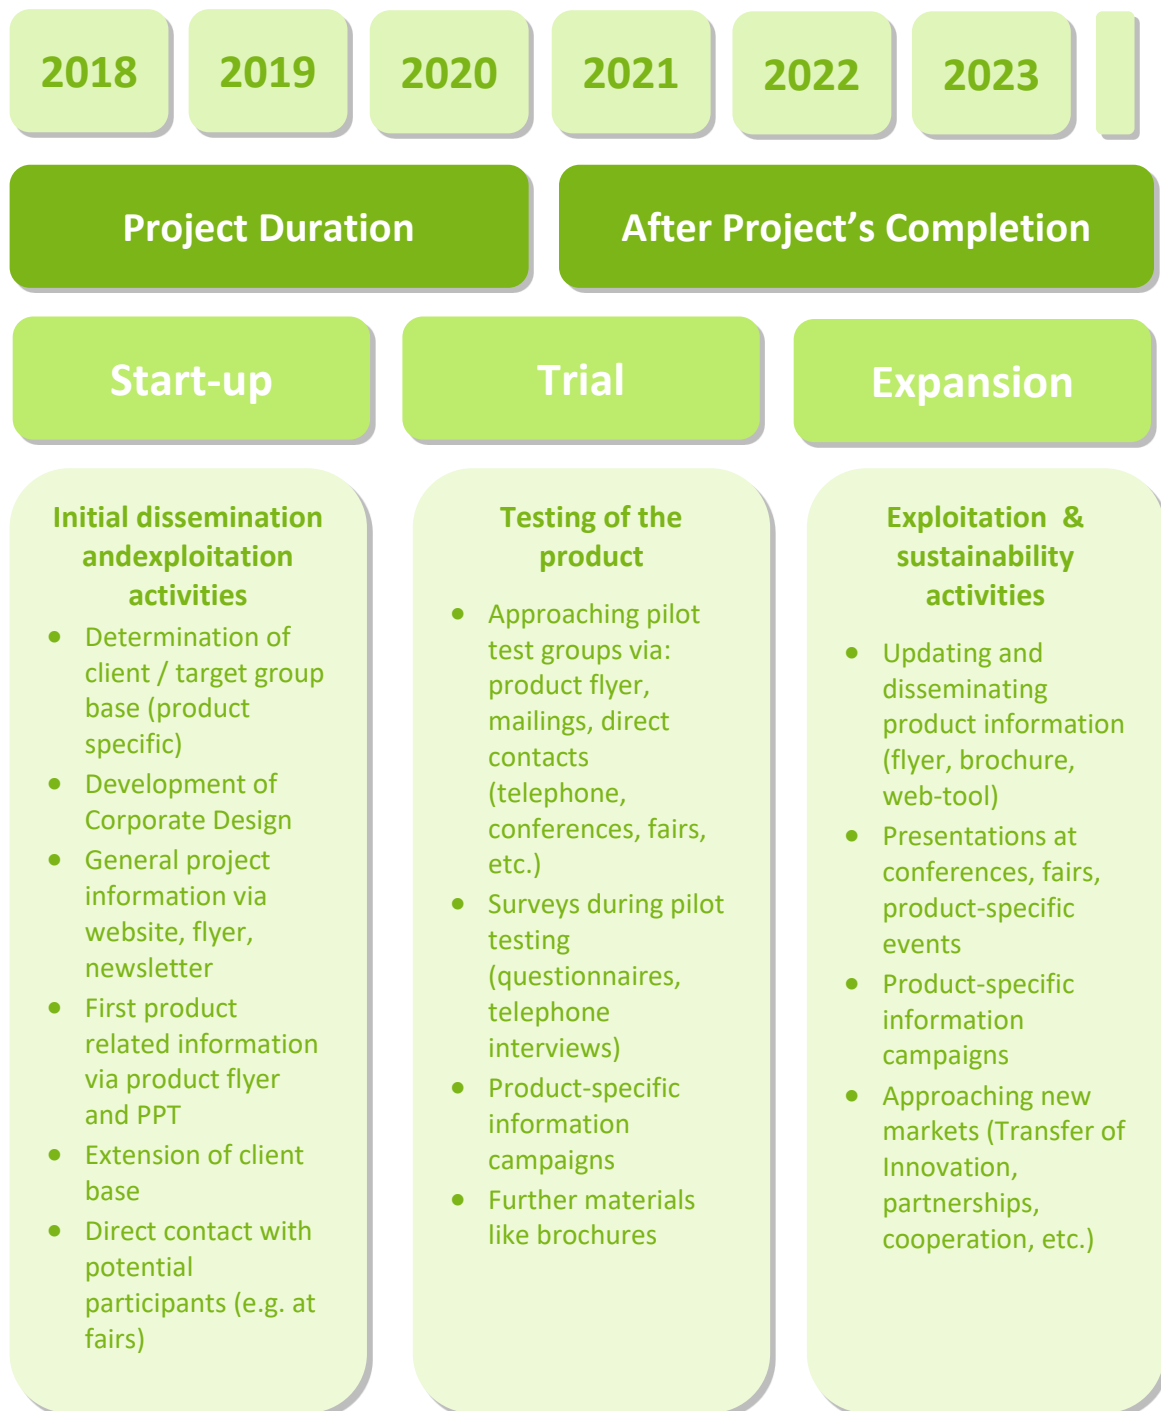 2018 2019 2020 2021 2022 2023
Project Duration
After Project’s Completion
Start-up
Trial
Expansion
Initial dissemination
andexploitation
activities
• Determination of
client / target group
base (product
specific)
• Development of
Corporate Design
• General project
information via
website, flyer,
newsletter
• First product
related information
via product flyer
and PPT
• Extension of client
base
• Direct contact with
potential
participants (e.g. at
fairs)
Testing of the
product
• Approaching pilot
test groups via:
product flyer,
mailings, direct
contacts
(telephone,
conferences, fairs,
etc.)
• Surveys during pilot
testing
(questionnaires,
telephone
interviews)
• Product-specific
information
campaigns
• Further materials
like brochures
Exploitation &
sustainability
activities
• Updating and
disseminating
product information
(flyer, brochure,
web-tool)
• Presentations at
conferences, fairs,
product-specific
events
• Product-specific
information
campaigns
• Approaching new
markets (Transfer of
Innovation,
partnerships,
cooperation, etc.)